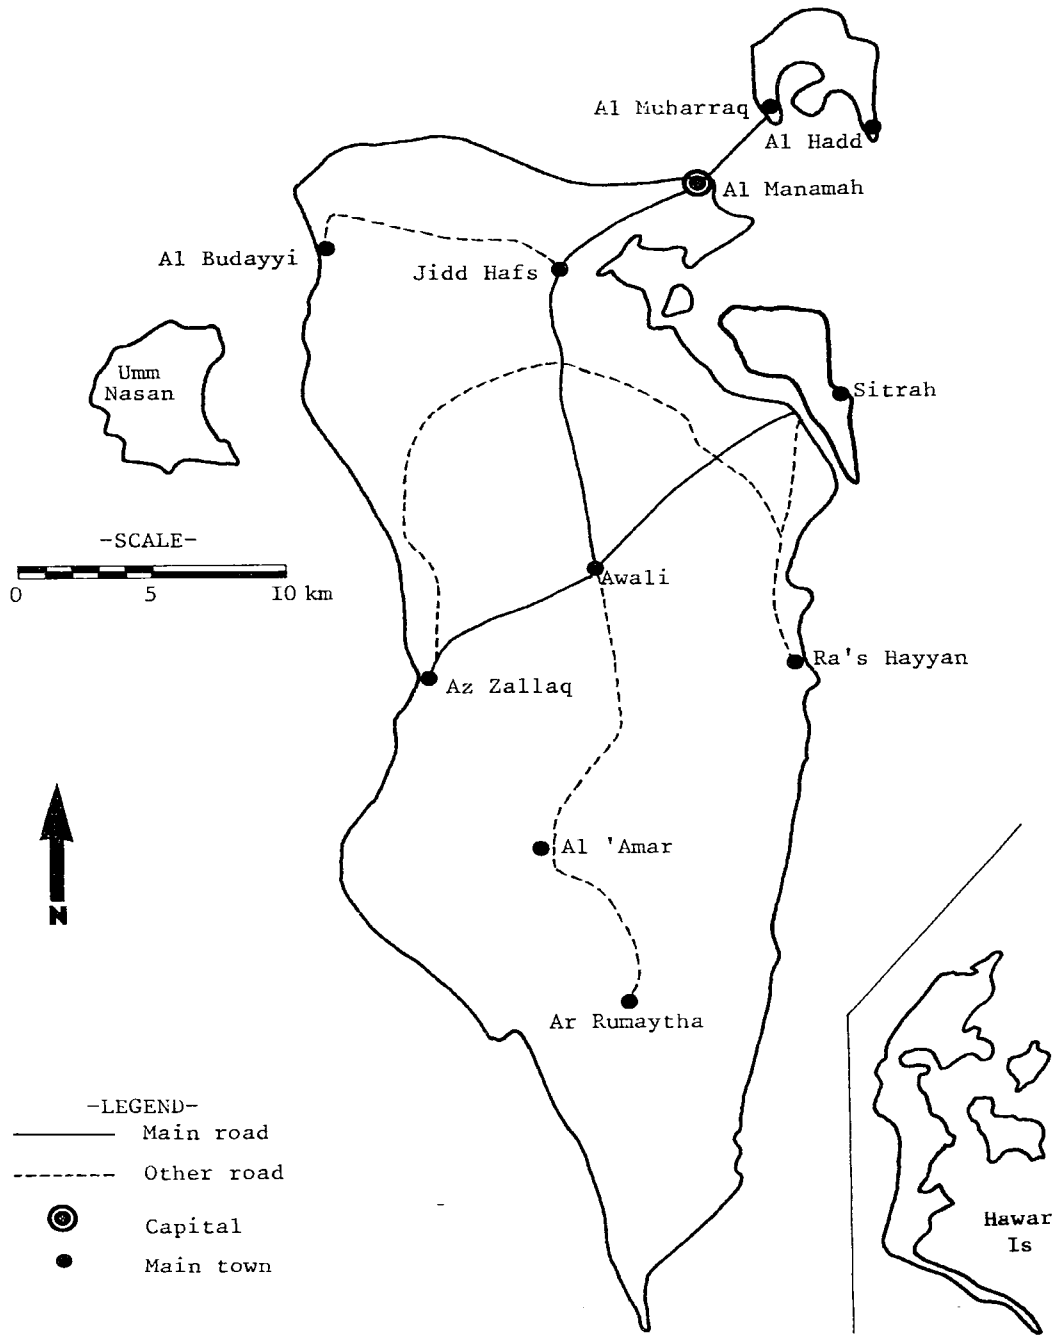 Al Muharraq
Al Hadd
Al Manamah
Al Budayyi
Jidd Hafs
Umm
Nasan
Sitrah
-SCALE-
0 5 10 km
Awali
Ra's Hayyan
Az Zallaq
Al 'Amar
N
Ar Rumaytha
-LEGEND-
Main road
Other road
Capital
Main town
Hawar
Is